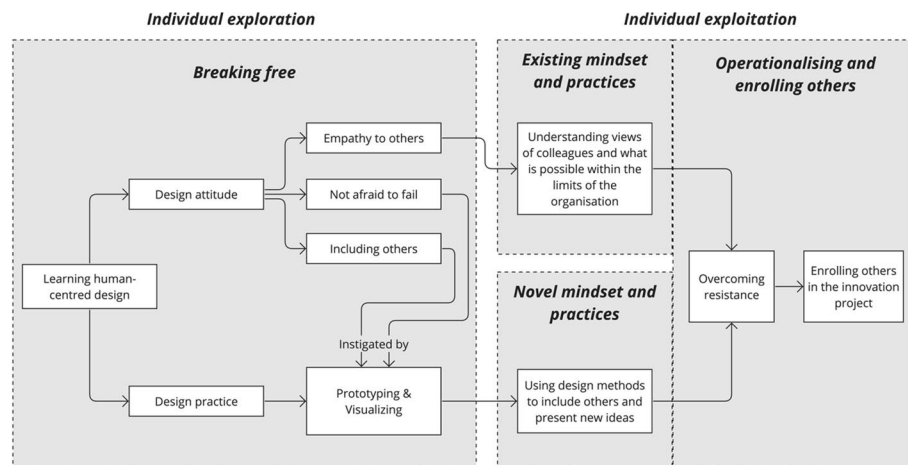 Individual exploration
Individual exploitation
Breaking free
Existing mindset
and practices
Operationalising and
enrolling others
Empathy to others
Understanding views
of colleagues and what
is possible within the
limits of the
organisation
Design attitude
Not afraid to fail
Including others
Learning human-
centred design
Overcoming
resistance
Enrolling others
in the innovation
project
Novel mindset and
practices
Instigated by
Design practice
Prototyping &
Visualizing
Using design methods
to include others and
present new ideas